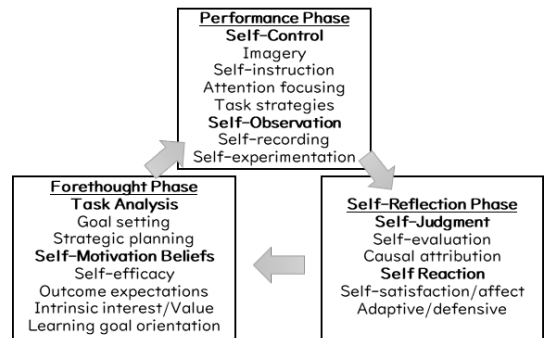 Performance Phase
Self-Control
Imagery
Self-instruction
Attention focusing
Task strategies
Self-Observation
Self-recording
Self-experimentation
Forethought Phase
Task Analysis
Goal setting
Strategic planning
Self-Motivation Beliefs
Self-efficacy
Outcome expectations
Intrinsic interest/Value
Learning goal orientation
Self-Reflection Phase
Self-Judgment
Self-evaluation
Causal attribution
Self Reaction
Self-satisfaction/affect
Adaptive/defensive